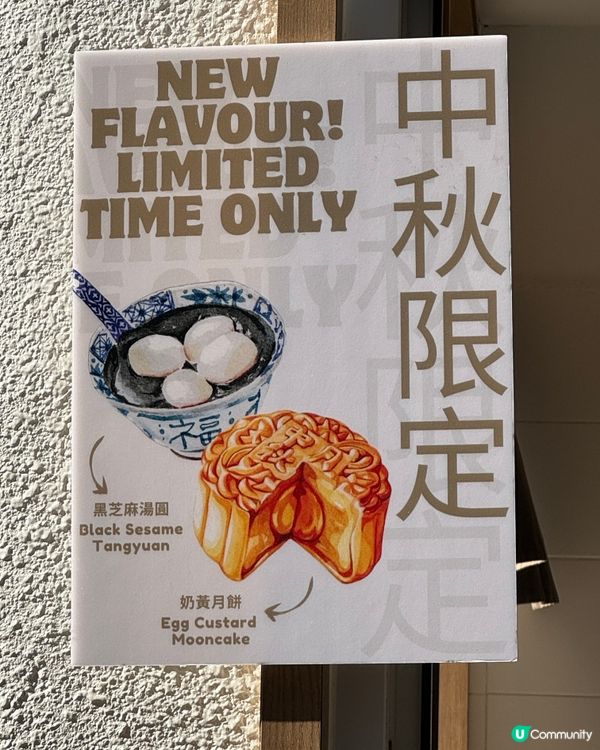 NEW
FLAVOUR!
LIMITED
TIME ONLY
中秋限定
福
黑芝麻湯圓
Black Sesame
Tangyuan
奶黃月餅
Egg Custard
Mooncake
U Community